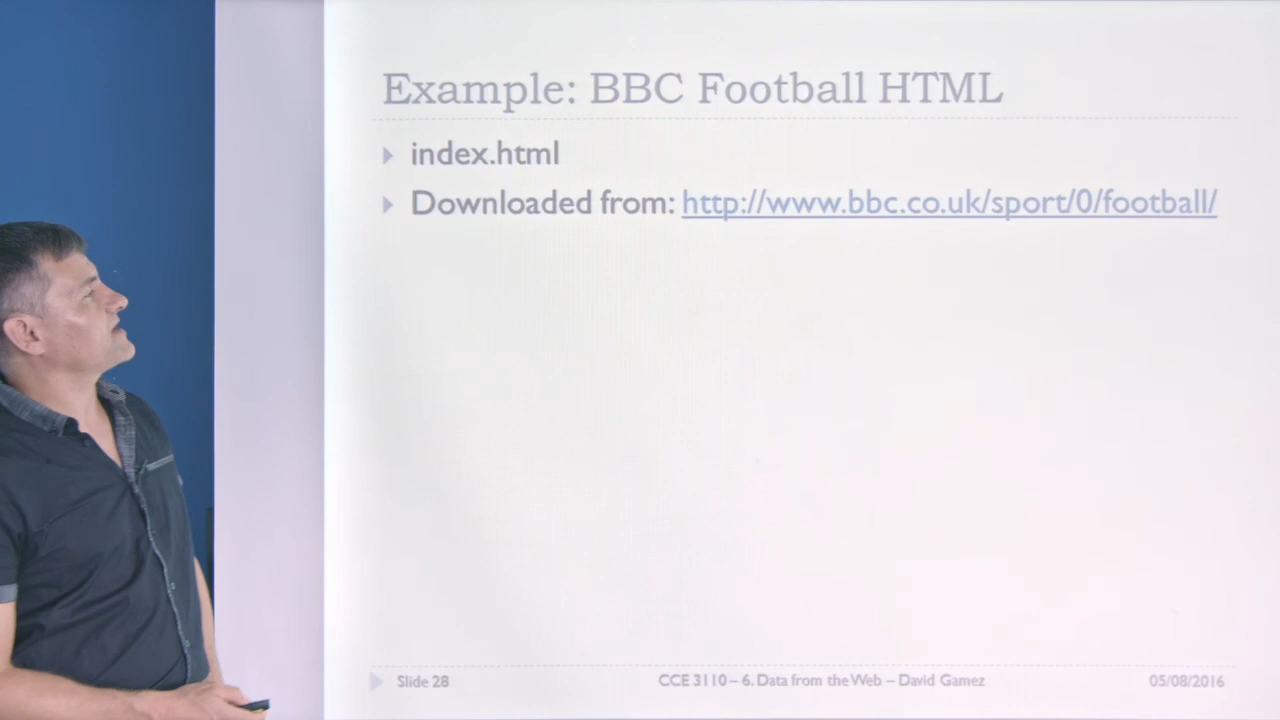 Example: BBC Football HTML
index.html
Downloaded from: http://www.bbc.co.uk/sport/0/football/
Slide 28
CCE 3110 – 6. Data from the Web – David Gamez
05/08/2016